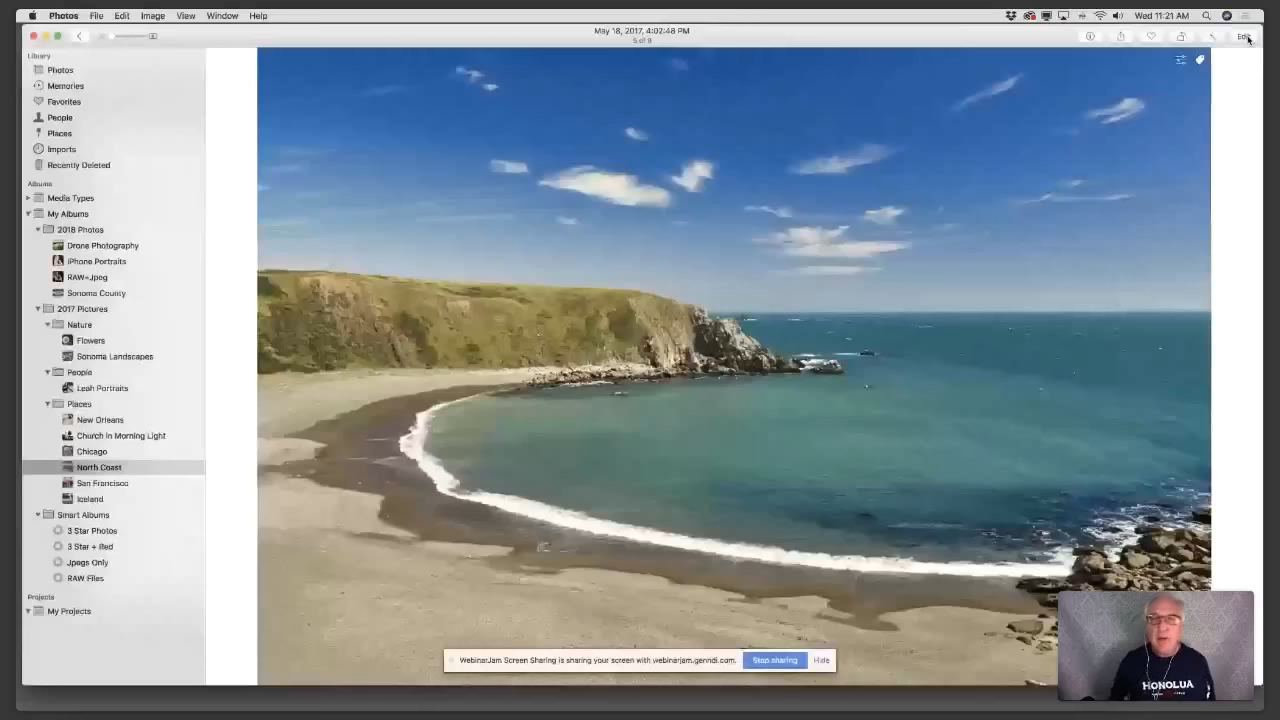 Photos File Edit Image View Window Help
Wed 11:21 AM
May 18, 2017, 4:02:48 PM
5 of 9
Library
Photos
Memories
Favorites
People
Places
Imports
Recently Deleted
Albums
Media Types
My Albums
2018 Photos
Drone Photography
iPhone Portraits
RAW+Jpeg
Sonoma County
2017 Pictures
Nature
Flowers
Sonoma Landscapes
People
Leah Portraits
Places
New Orleans
Church In Morning Light
Chicago
North Coast
San Francisco
Iceland
Smart Albums
3 Star Photos
3 Star + Red
Jpegs Only
RAW Files
Projects
My Projects
WebinarJam Screen Sharing is sharing your screen with webinarjam.genndi.com. Stop sharing Hide
HONOLUA